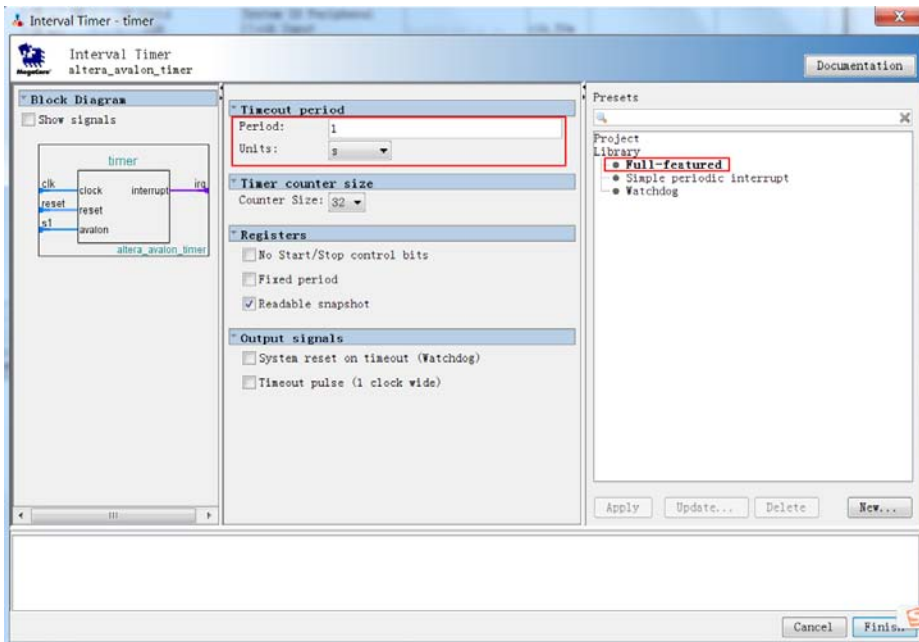 Interval Timer - timer
Interval Timer
altera_avalon_timer
MegaCore'
Documentation
Block Diagram
Show signals
timer
clk
clock
interrupt
irq
reset
reset
s1
avalon
altera_avalon_timer
Timeout period
Period: 1
Units: s
Timer counter size
Counter Size: 32
Registers
No Start/Stop control bits
Fixed period
Readable snapshot
Output signals
System reset on timeout (Watchdog)
Timeout pulse (1 clock wide)
Presets
Project
Library
Full-featured
Simple periodic interrupt
Watchdog
Apply
Update...
Delete
New...
Cancel